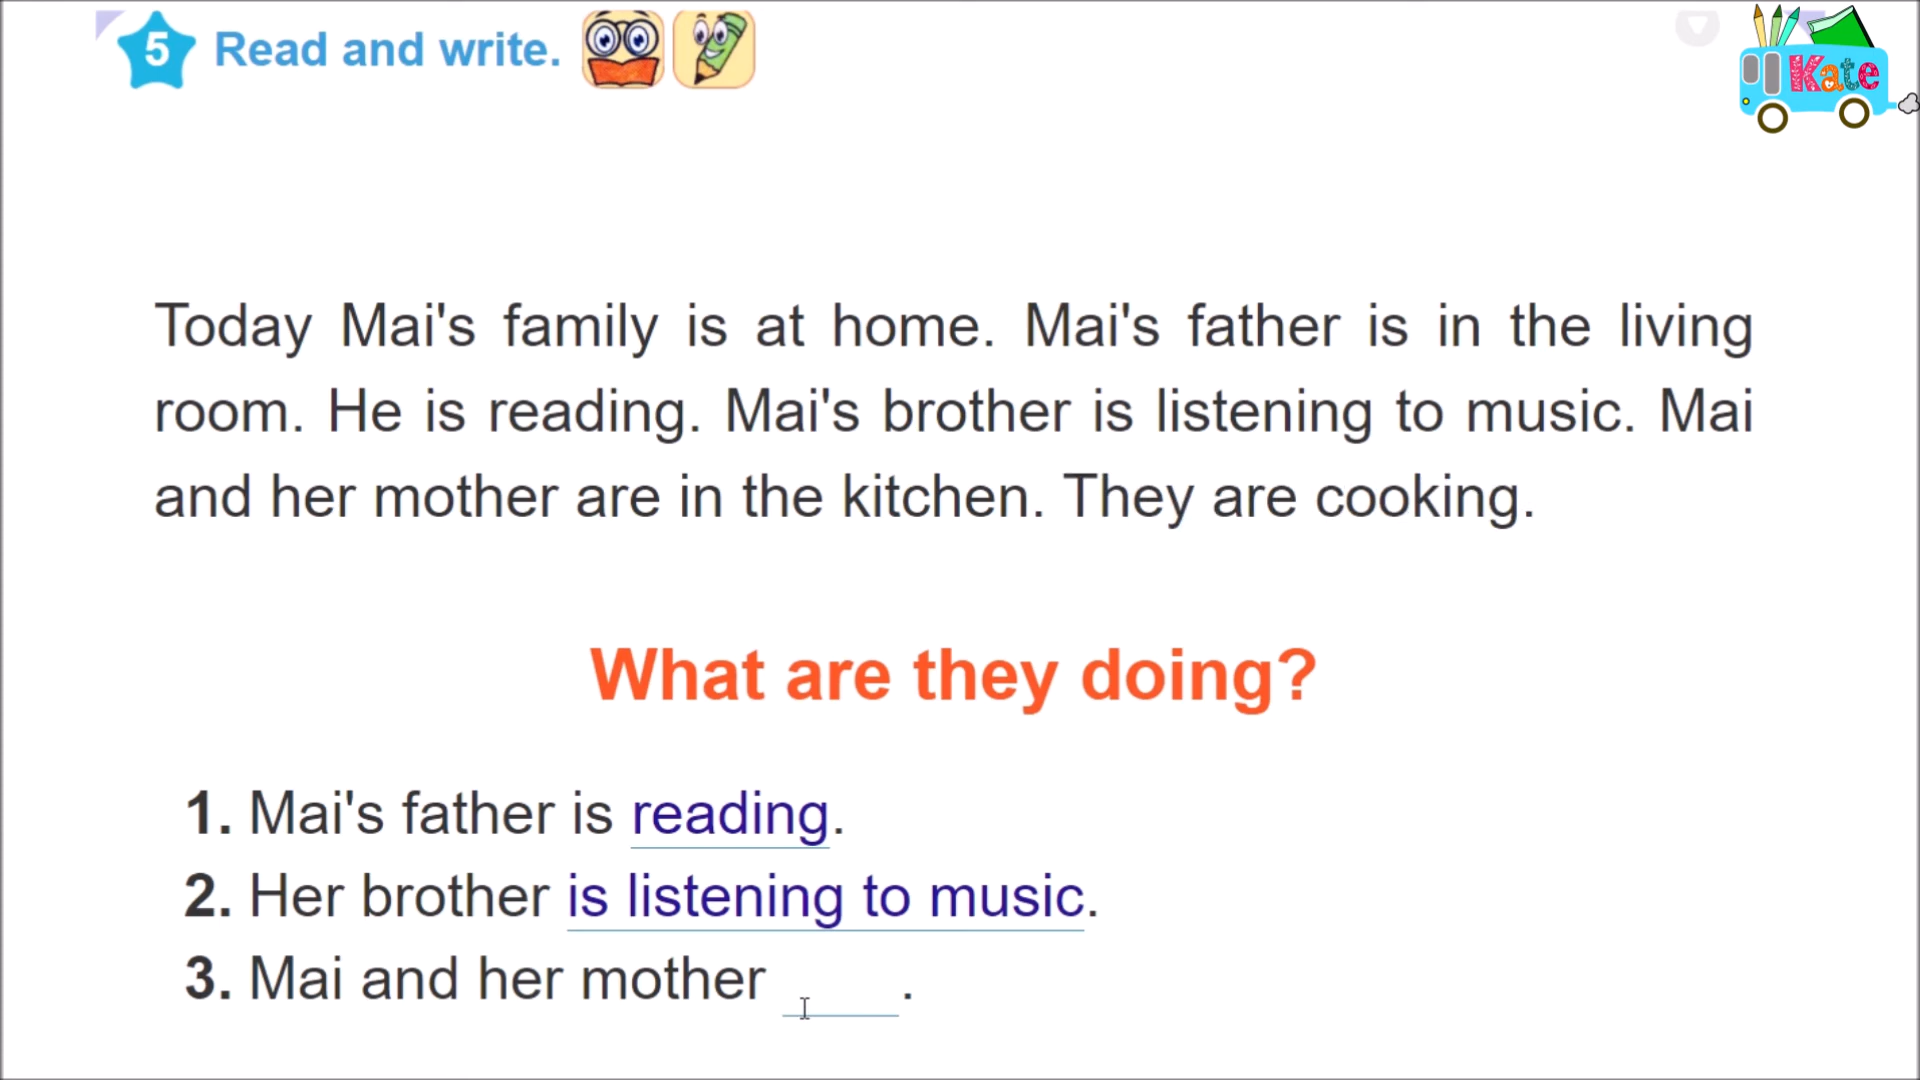 5 Read and write.
Kate
Today Mai's family is at home. Mai's father is in the living
room. He is reading. Mai's brother is listening to music. Mai
and her mother are in the kitchen. They are cooking.
What are they doing?
1. Mai's father is reading.
2. Her brother is listening to music.
3. Mai and her mother ____.